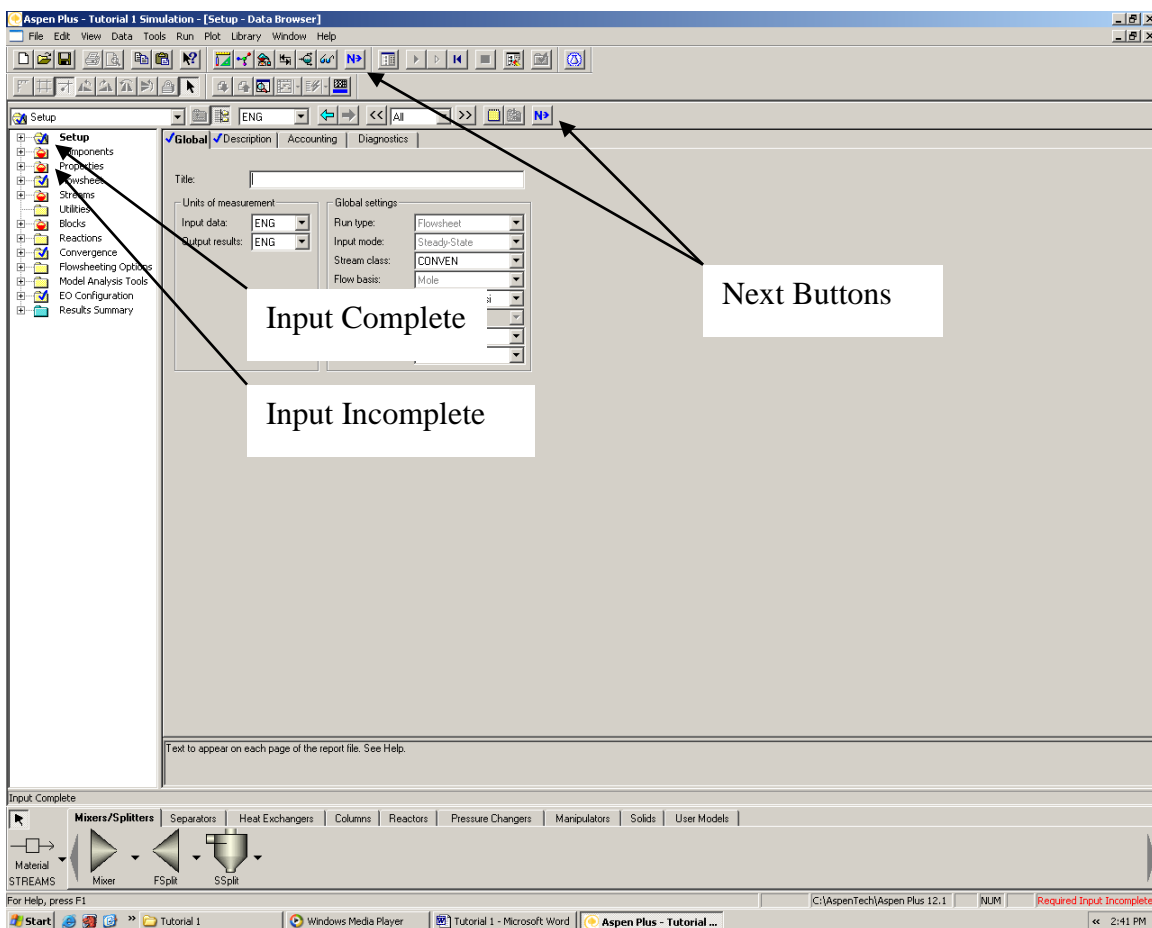 Aspen Plus - Tutorial 1 Simulation - [Setup - Data Browser]
File Edit View Data Tools Run Plot Library Window Help
N>
Setup ENG << All >> N>
Setup
Components
Properties
Flowsheet
Streams
Utilities
Blocks
Reactions
Convergence
Flowsheeting Options
Model Analysis Tools
EO Configuration
Results Summary
Global Description Accounting Diagnostics
Title:
Units of measurement
Input data: ENG
Output results: ENG
Global settings
Run type: Flowsheet
Input mode: Steady-State
Stream class: CONVEN
Flow basis: Mole
Input Complete
Input Incomplete
Next Buttons
Text to appear on each page of the report file. See Help.
Input Complete
Mixers/Splitters Separators Heat Exchangers Columns Reactors Pressure Changers Manipulators Solids User Models
Material
STREAMS Mixer FSplit SSplit
For Help, press F1 C:\AspenTech\Aspen Plus 12.1 NUM Required Input Incomplete
Start » Tutorial 1 Windows Media Player Tutorial 1 - Microsoft Word Aspen Plus - Tutorial ... « 2:41 PM